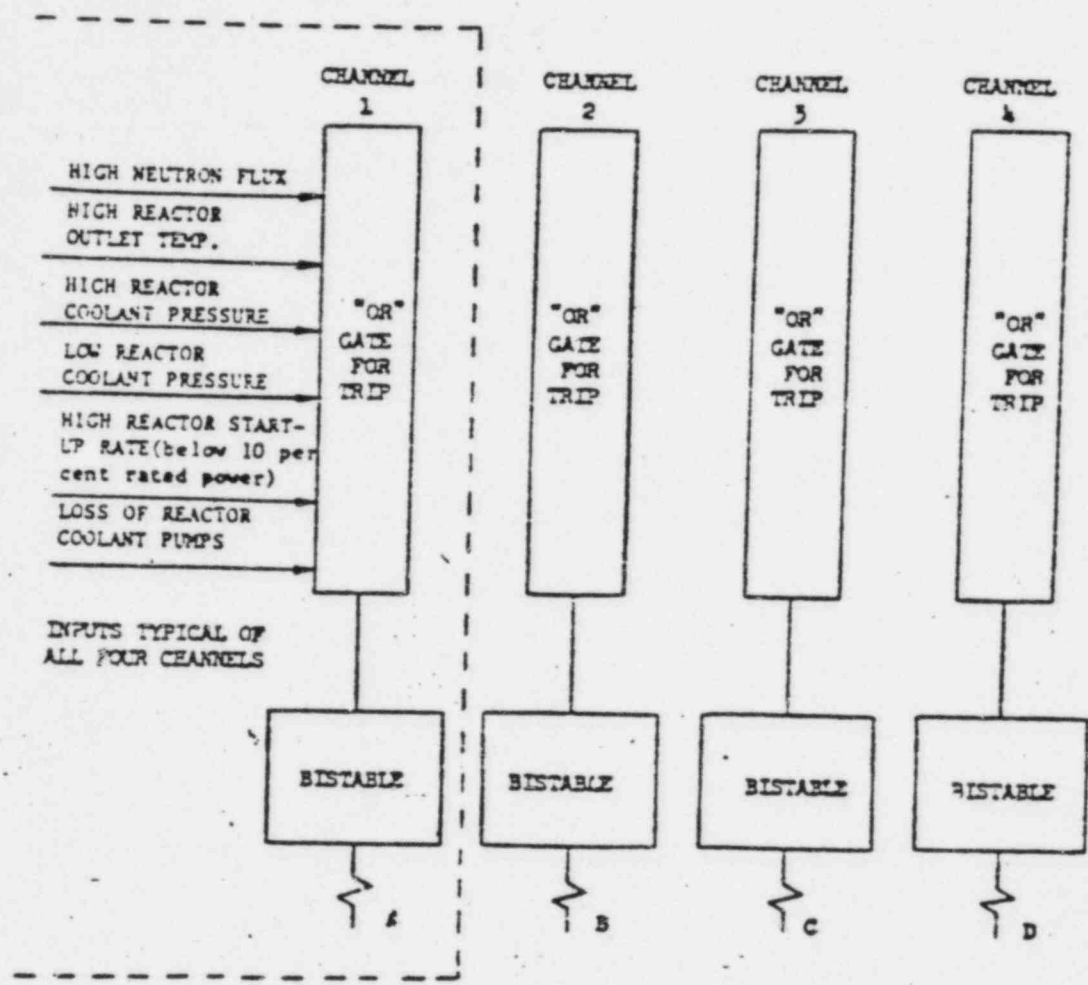 CHANNEL
1
CHANNEL
2
CHANNEL
3
CHANNEL
4
HIGH NEUTRON FLUX
HIGH REACTOR
OUTLET TEMP.
HIGH REACTOR
COOLANT PRESSURE
LOW REACTOR
COOLANT PRESSURE
HIGH REACTOR START-
UP RATE(below 10 per
cent rated power)
LOSS OF REACTOR
COOLANT PUMPS
"OR"
GATE
FOR
TRIP
"OR"
GATE
FOR
TRIP
"OR"
GATE
FOR
TRIP
"OR"
GATE
FOR
TRIP
INPUTS TYPICAL OF
ALL FOUR CHANNELS
BISTABLE
BISTABLE
BISTABLE
BISTABLE
A
B
C
D